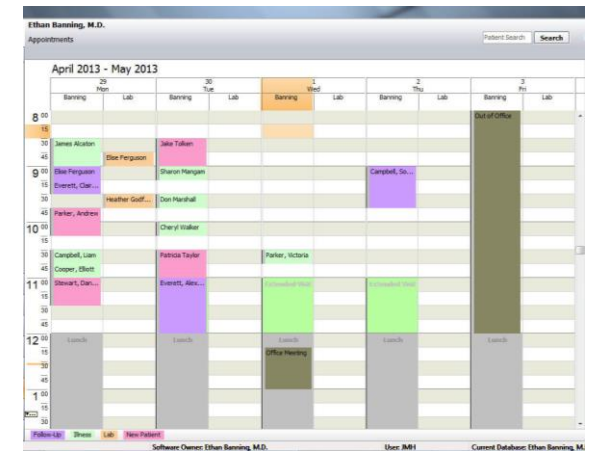 Ethan Banning, M.D.
Appointments
Patient Search Search
April 2013 - May 2013
29 30 1 2 3
Mon Tue Wed Thu Fri
Banning Lab Banning Lab Banning Lab Banning Lab Banning Lab
8 00 Out of Office
15
30 James Alcaton Jake Tolken
45 Elise Ferguson
9 00 Elise Ferguson Sharon Mangam Campbell, So...
15 Everett, Clar...
30 Heather Godf... Don Marshall
45 Parker, Andrew
10 00 Cheryl Walker
15
30 Campbell, Liam Patricia Taylor Parker, Victoria
45 Cooper, Elliott
11 00 Stewart, Dan... Everett, Alex... Extended Visit Extended Visit
15
30
45
12 00 Lunch Lunch Lunch Lunch Lunch
15 Office Meeting
30
45
1 00
15
30
Follow-Up Illness Lab New Patient
Software Owner: Ethan Banning, M.D. User: JMH Current Database: Ethan Banning, M.